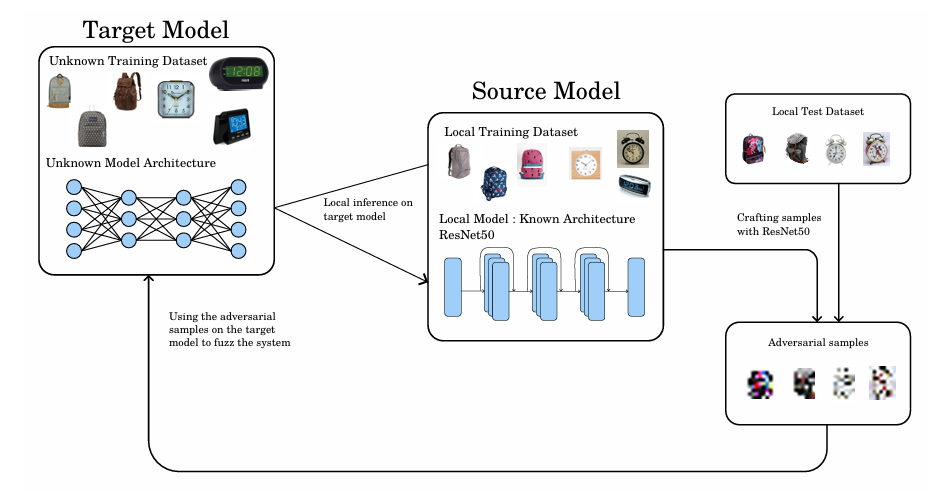 Target Model
Unknown Training Dataset
12:08
Unknown Model Architecture
Local inference on
target model
Source Model
Local Training Dataset
Local Model : Known Architecture
ResNet50
Local Test Dataset
Crafting samples
with ResNet50
Adversarial samples
Using the adversarial
samples on the target
model to fuzz the system